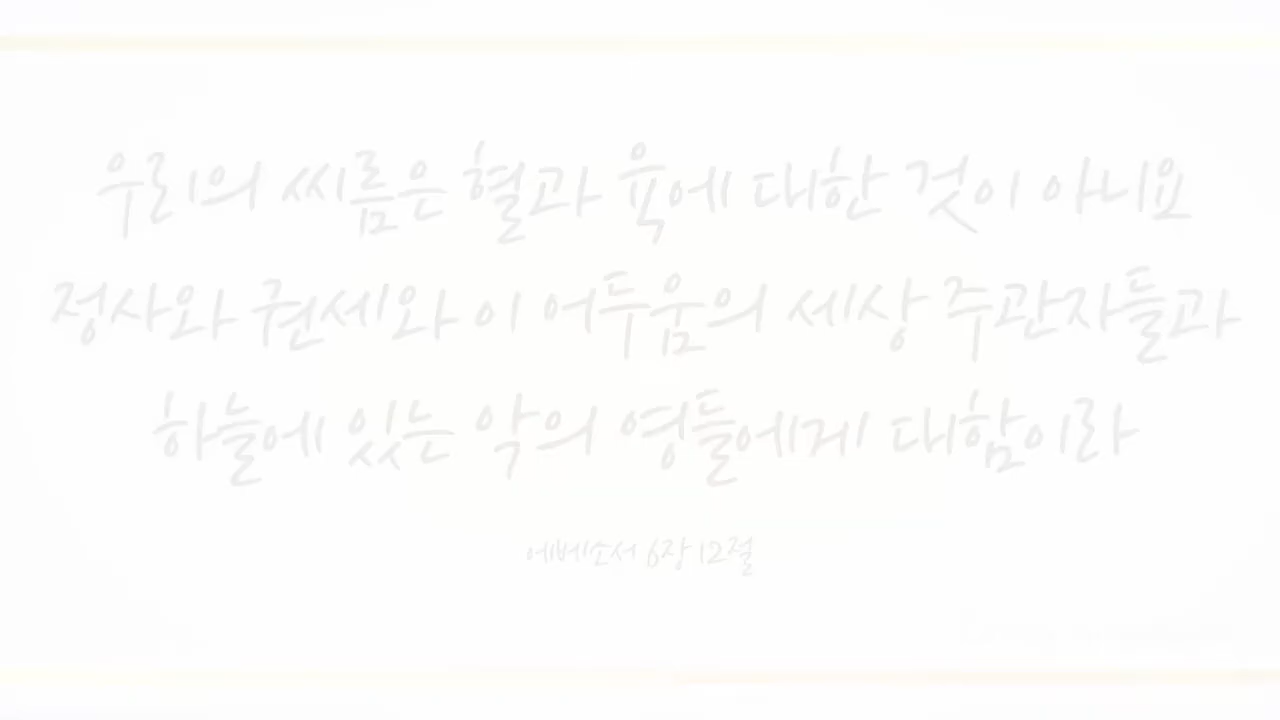 우리의 씨름은 혈과 육에 대한 것이 아니요
정사와 권세와 이 어두움의 세상 주관자들과
하늘에 있는 악의 영들에게 대함이라
에베소서 6장 12절